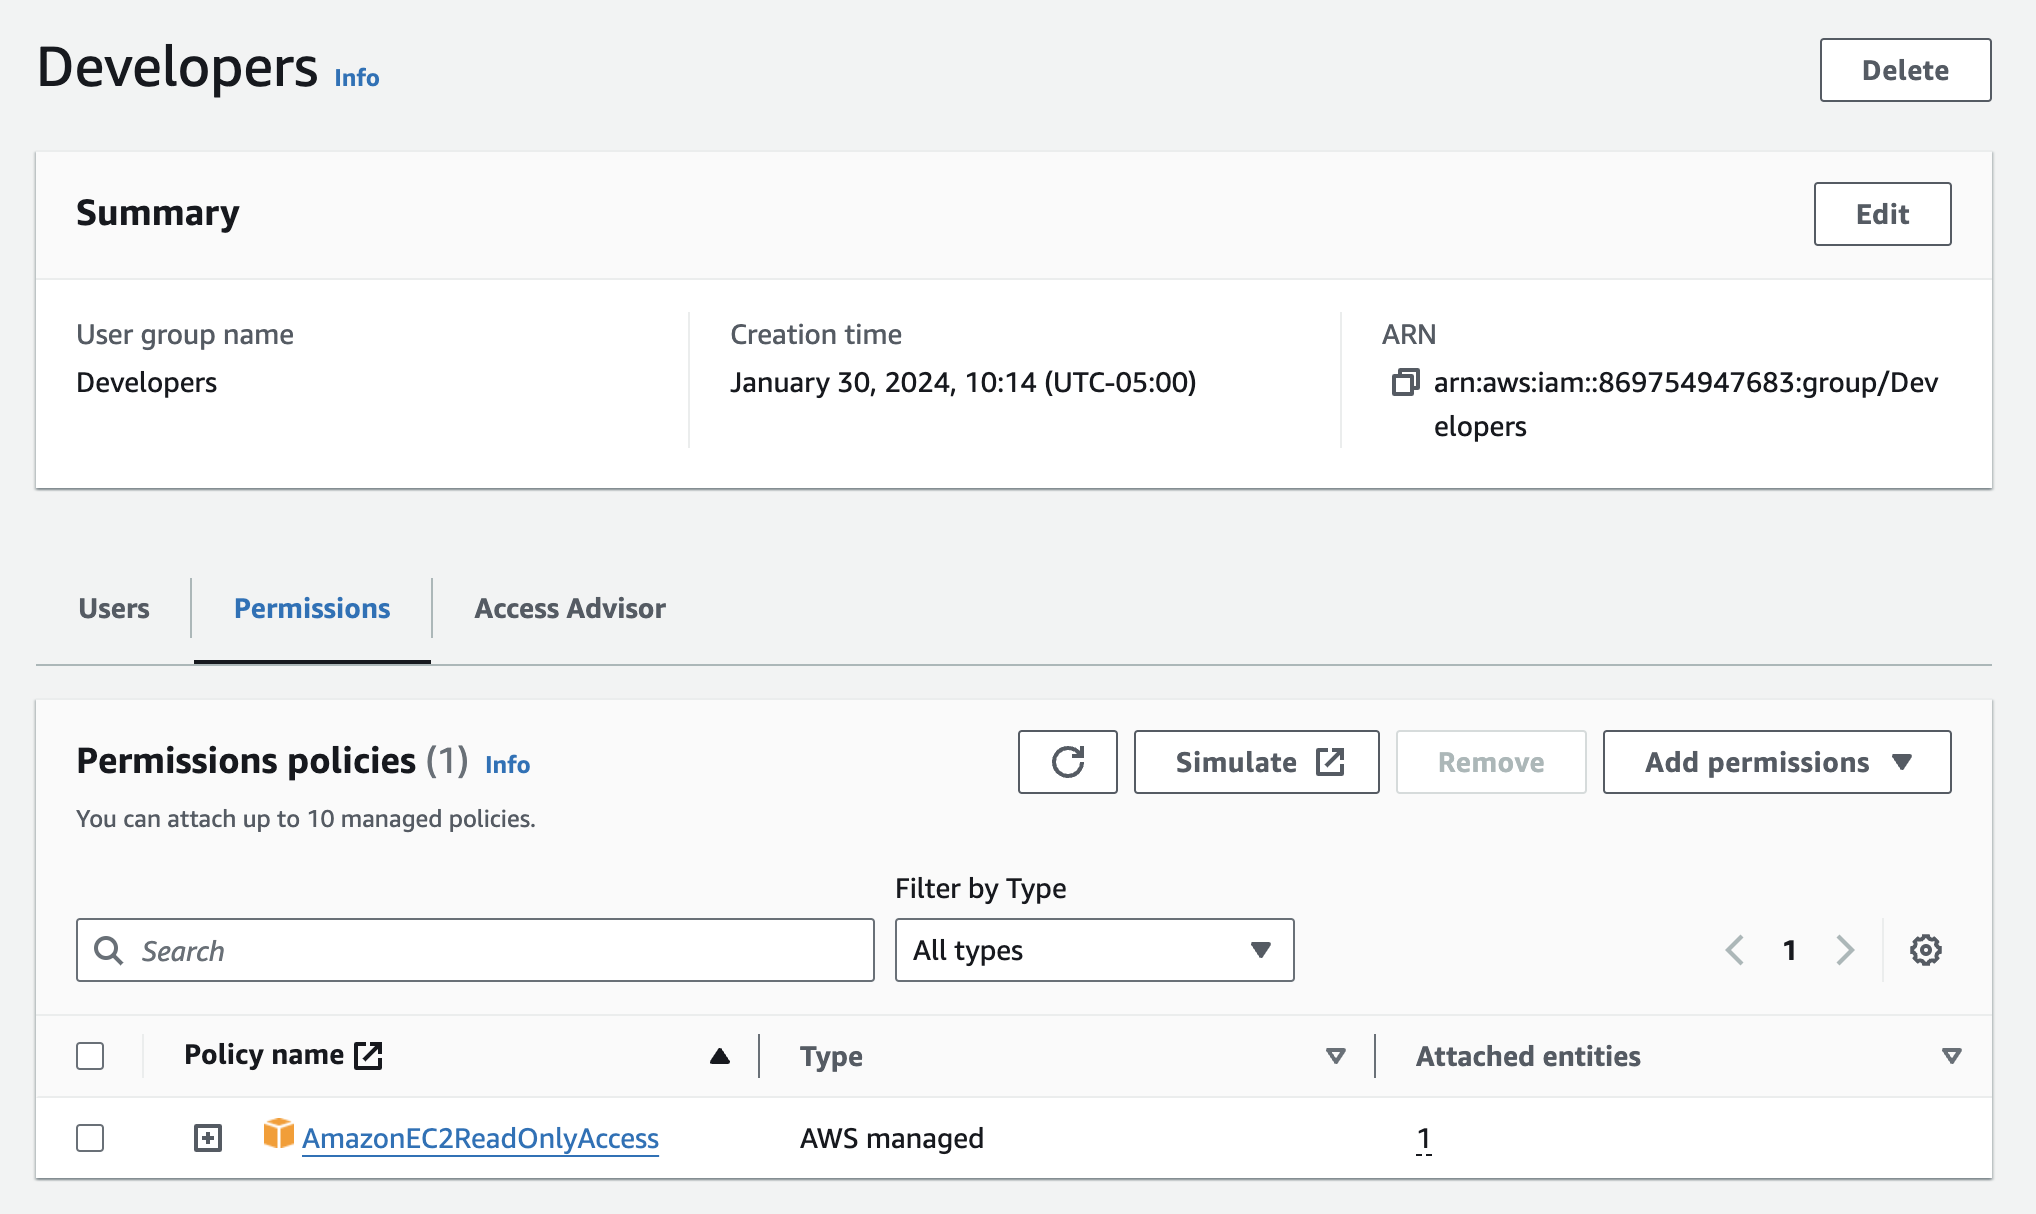 Developers Info
Delete
Summary
Edit
User group name
Developers
Creation time
January 30, 2024, 10:14 (UTC-05:00)
ARN
arn:aws:iam::869754947683:group/Dev
elopers
Users
Permissions
Access Advisor
Permissions policies (1) Info
Simulate
Remove
Add permissions
You can attach up to 10 managed policies.
Filter by Type
Search
All types
1
Policy name
Type
Attached entities
AmazonEC2ReadOnlyAccess
AWS managed
1